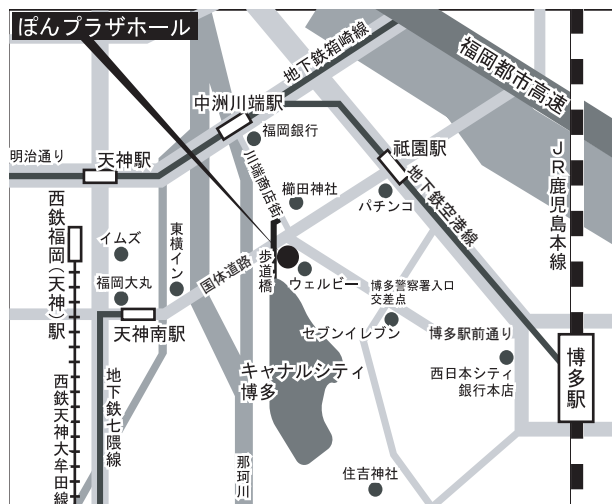 ぽんプラザホール
地下鉄箱崎線
福岡都市高速
中洲川端駅
福岡銀行
祇園駅
明治通り
天神駅
川端商店街
櫛田神社
パチンコ
地下鉄空港線
JR鹿児島本線
西鉄福岡(天神)駅
イムズ
東横イン
国体道路
歩道橋
ウェルビー
博多警察署入口
交差点
福岡大丸
天神南駅
セブンイレブン
博多駅前通り
博多駅
キャナルシティ
博多
西日本シティ
銀行本店
西鉄天神大牟田線
地下鉄七隈線
那珂川
住吉神社